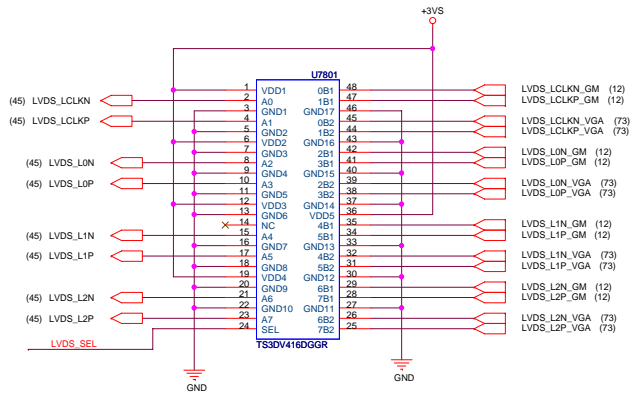 +3VS
U7801
1 VDD1 0B1 48 LVDS_LCLKN_GM (12)
(45) LVDS_LCLKN 2 A0 1B1 47 LVDS_LCLKP_GM (12)
3 GND1 GND17 46
(45) LVDS_LCLKP 4 A1 0B2 45 LVDS_LCLKN_VGA (73)
5 GND2 1B2 44 LVDS_LCLKP_VGA (73)
6 VDD2 GND16 43
7 GND3 2B1 42 LVDS_L0N_GM (12)
(45) LVDS_L0N 8 A2 3B1 41 LVDS_L0P_GM (12)
9 GND4 GND15 40
(45) LVDS_L0P 10 A3 2B2 39 LVDS_L0N_VGA (73)
11 GND5 3B2 38 LVDS_L0P_VGA (73)
12 VDD3 GND14 37
13 GND6 VDD5 36
14 NC 4B1 35 LVDS_L1N_GM (12)
(45) LVDS_L1N 15 A4 5B1 34 LVDS_L1P_GM (12)
16 GND7 GND13 33
(45) LVDS_L1P 17 A5 4B2 32 LVDS_L1N_VGA (73)
18 GND8 5B2 31 LVDS_L1P_VGA (73)
19 VDD4 GND12 30
20 GND9 6B1 29 LVDS_L2N_GM (12)
(45) LVDS_L2N 21 A6 7B1 28 LVDS_L2P_GM (12)
22 GND10 GND11 27
(45) LVDS_L2P 23 A7 6B2 26 LVDS_L2N_VGA (73)
24 SEL 7B2 25 LVDS_L2P_VGA (73)
LVDS_SEL
TS3DV416DGGR
GND
GND